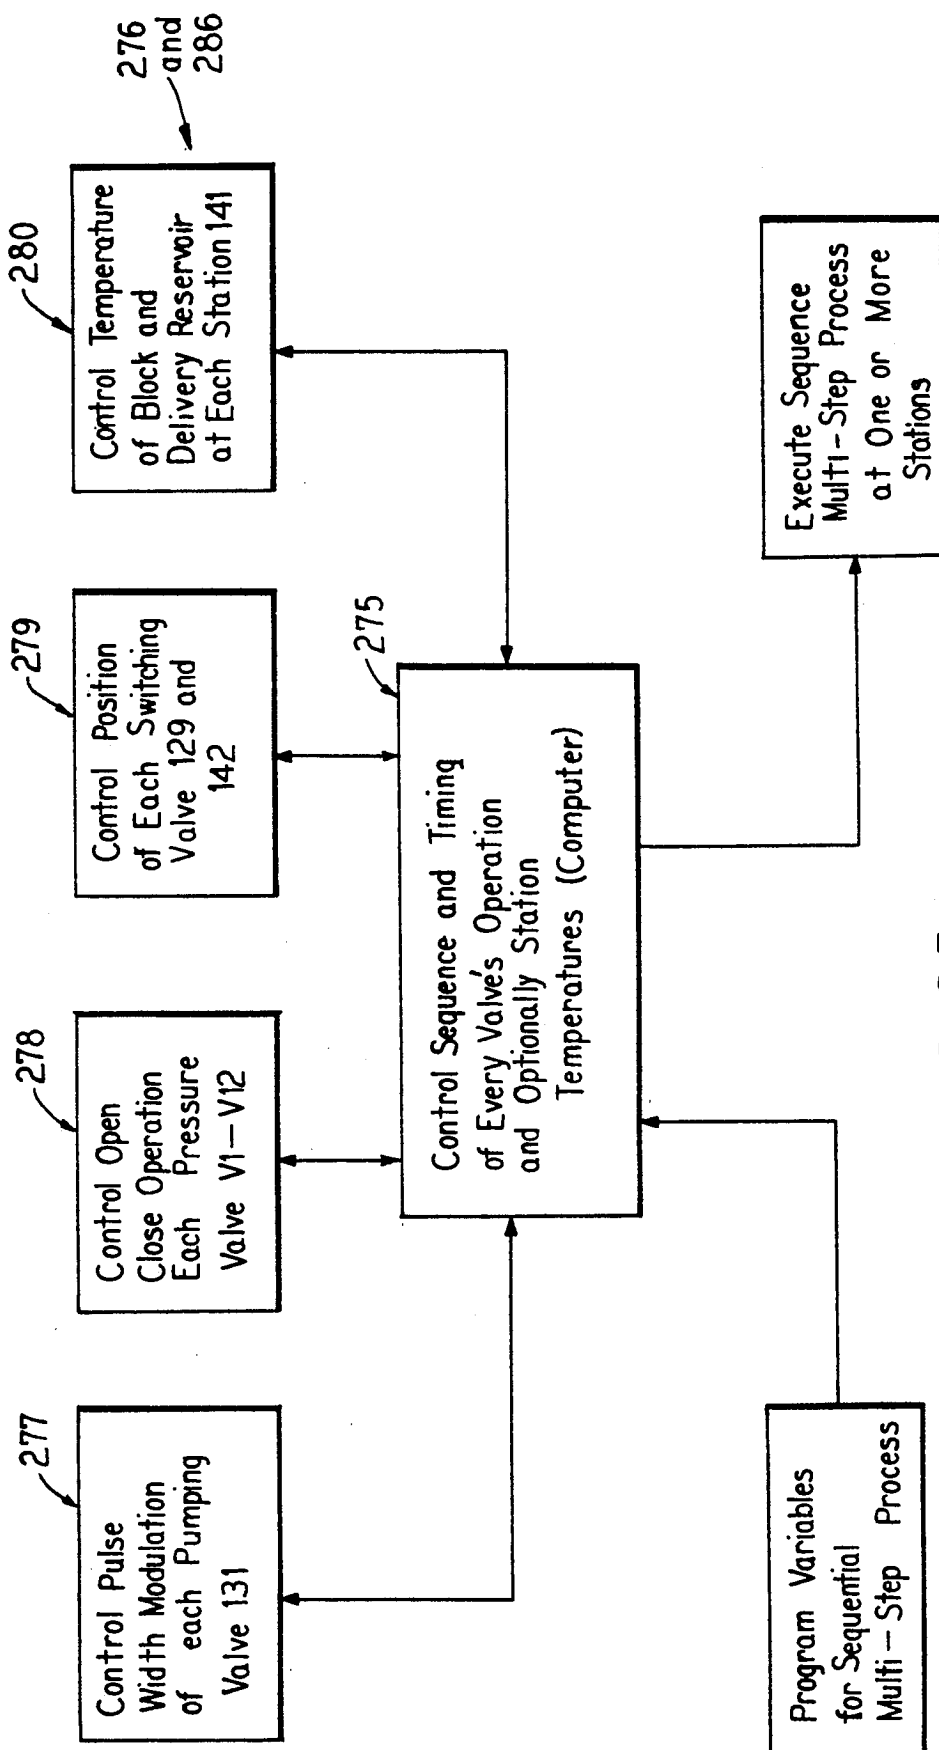 277
Control Pulse
Width Modulation
of each Pumping
Valve 131
278
Control Open
Close Operation
Each Pressure
Valve V1–V12
279
Control Position
of Each Switching
Valve 129 and
142
280
Control Temperature
of Block and
Delivery Reservoir
at Each Station 141
276
and
286
275
Control Sequence and Timing
of Every Valve's Operation
and Optionally Station
Temperatures (Computer)
Program Variables
for Sequential
Multi–Step Process
Execute Sequence
Multi–Step Process
at One or More
Stations